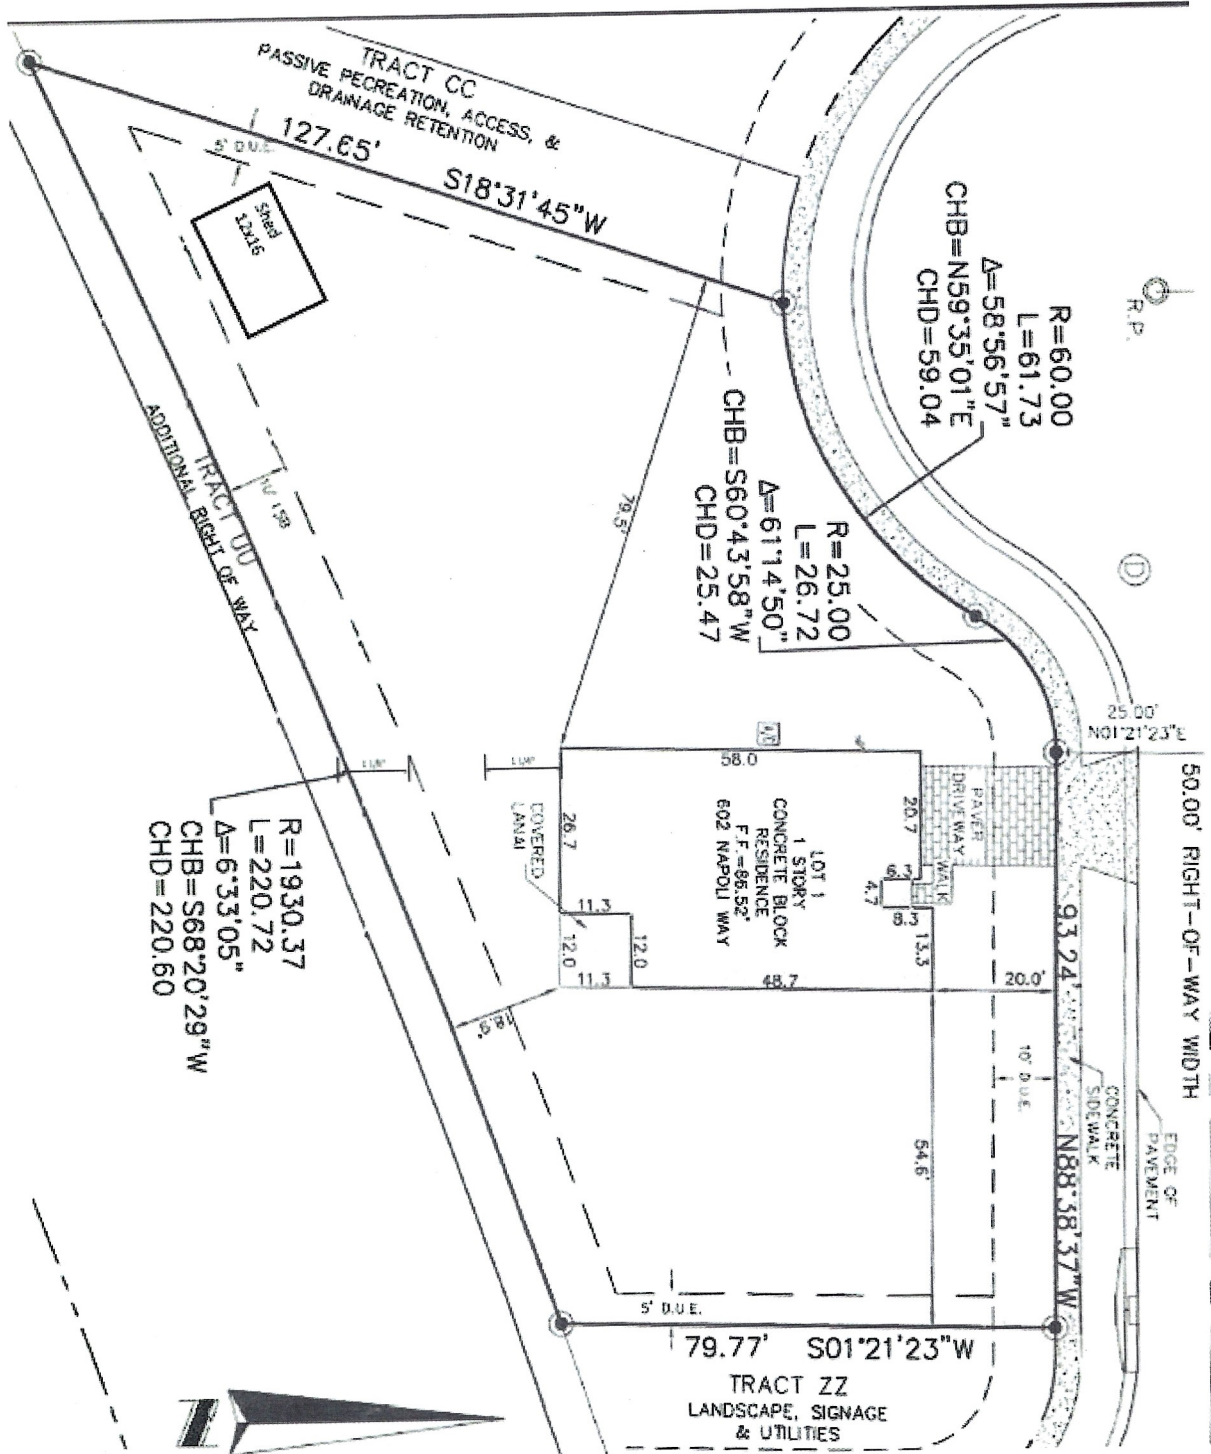 TRACT CC
PASSIVE PECREATION, ACCESS, &
DRAINAGE RETENTION
127.65'
S18°31'45"W
5' D.U.E.
Shed
12x16
R.P.
R=60.00
L=61.73
Δ=58°56'57"
CHB=N59°35'01"E
CHD=59.04
R=25.00
L=26.72
Δ=61°14'50"
CHB=S60°43'58"W
CHD=25.47
D
25.00'
N01°21'23"E
50.00' RIGHT-OF-WAY WIDTH
79.5'
TRACT UU
ADDITIONAL RIGHT OF WAY
A/C
58.0
PAVER
DRIVEWAY
WALK
20.7
6.3
4.7
8.3
13.3
LOT 1
1 STORY
CONCRETE BLOCK
RESIDENCE
F.F.=86.52'
602 NAPOLI WAY
26.7
COVERED
LANAI
11.3
12.0
12.0
11.3
48.7
20.0'
18.9'
93.24'
N88°38'37"W
10' D.U.E.
CONCRETE
SIDEWALK
EDGE OF
PAVEMENT
54.6'
R=1930.37
L=220.72
Δ=6°33'05"
CHB=S68°20'29"W
CHD=220.60
5' D.U.E.
79.77'
S01°21'23"W
TRACT ZZ
LANDSCAPE, SIGNAGE
& UTILITIES
N